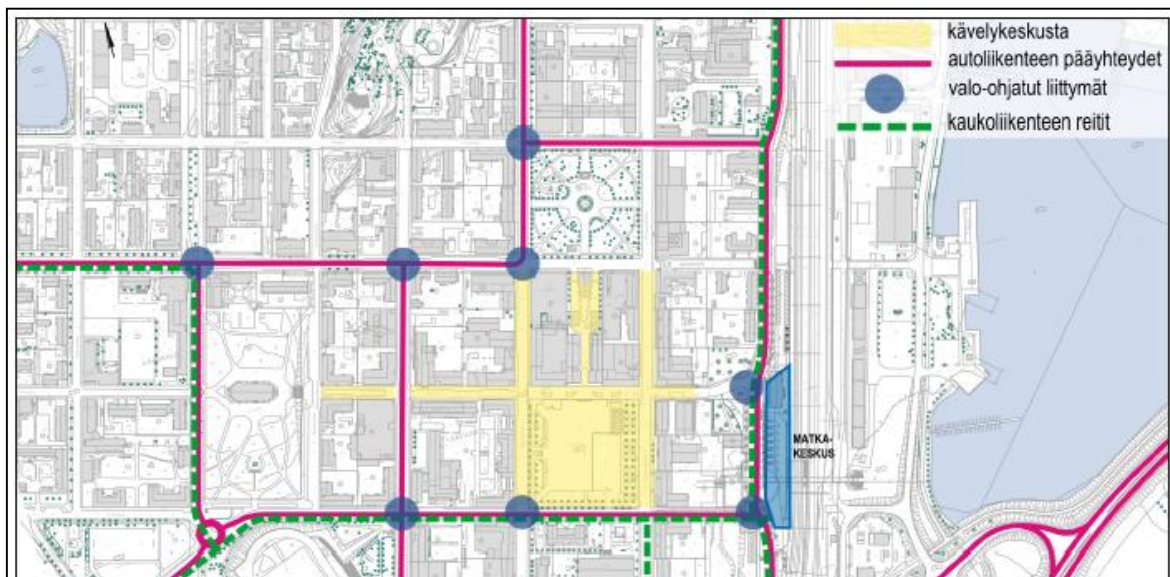 kävelykeskusta
autoliikenteen pääyhteydet
valo-ohjatut liittymät
kaukoliikenteen reitit
MATKA-
KESKUS